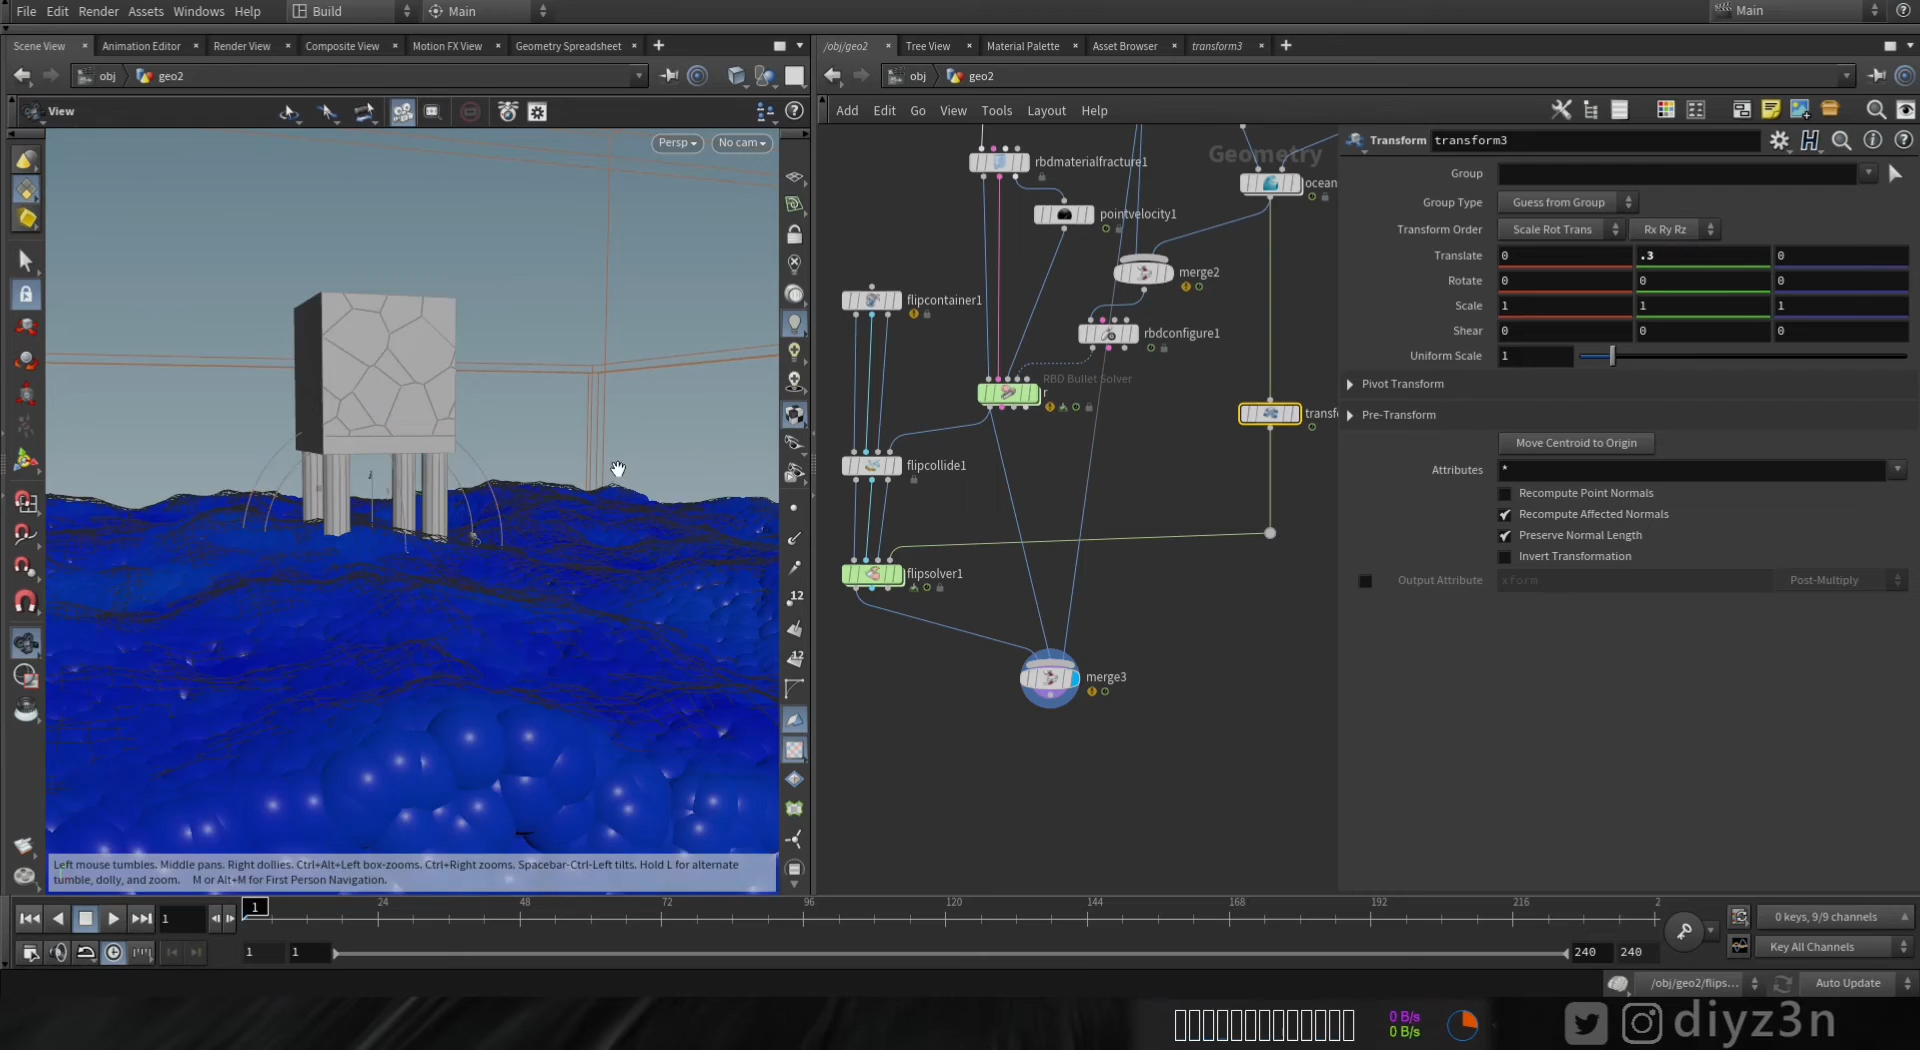 File Edit Render Assets Windows Help Build Main Main
Scene View Animation Editor Render View Composite View Motion FX View Geometry Spreadsheet
/obj/geo2 Tree View Material Palette Asset Browser transform3
obj geo2
obj geo2
View
Persp No cam
Left mouse tumbles. Middle pans. Right dollies. Ctrl+Alt+Left box-zooms. Ctrl+Right zooms. Spacebar-Ctrl-Left tilts. Hold L for alternate
tumble, dolly, and zoom. M or Alt+M for First Person Navigation.
12
12
Add Edit Go View Tools Layout Help
Geometry
rbdmaterialfracture1
ocean
pointvelocity1
merge2
flipcontainer1
rbdconfigure1
RBD Bullet Solver
r
transf
flipcollide1
flipsolver1
merge3
Transform transform3
Group
Group Type Guess from Group
Transform Order Scale Rot Trans Rx Ry Rz
Translate 0 .3 0
Rotate 0 0 0
Scale 1 1 1
Shear 0 0 0
Uniform Scale 1
Pivot Transform
Pre-Transform
Move Centroid to Origin
Attributes *
Recompute Point Normals
Recompute Affected Normals
Preserve Normal Length
Invert Transformation
Output Attribute xform Post-Multiply
1 1 24 48 72 96 120 144 168 192 216 2
0 keys, 9/9 channels
1 1 240 240
Key All Channels
/obj/geo2/flips... Auto Update
0 B/s
0 B/s
diyz3n